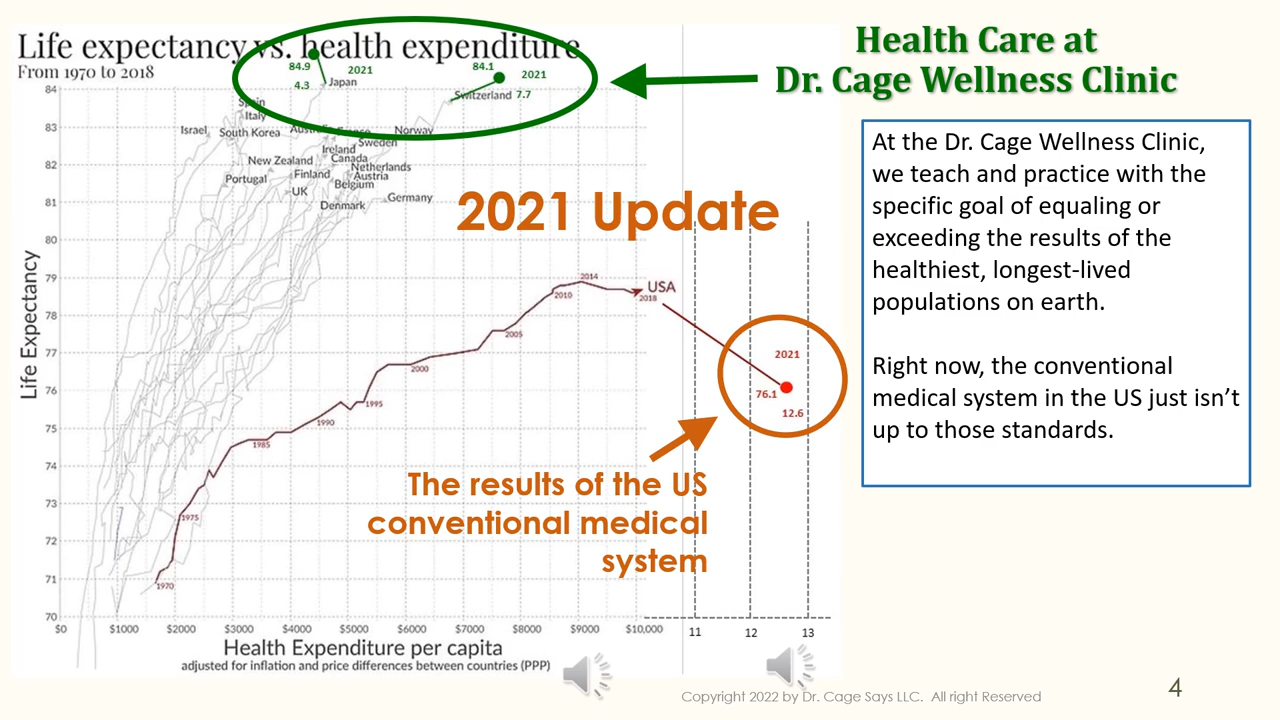 Life expectancy vs. health expenditure
From 1970 to 2018
Health Care at
Dr. Cage Wellness Clinic
84.9
2021
4.3
Japan
84.1
2021
Switzerland 7.7
Spain
Italy
Israel
South Korea
Norway
Sweden
Ireland
Canada
New Zealand
Netherlands
Finland
Austria
Portugal
Belgium
UK
Germany
Denmark
2021 Update
At the Dr. Cage Wellness Clinic,
we teach and practice with the
specific goal of equaling or
exceeding the results of the
healthiest, longest-lived
populations on earth.
Right now, the conventional
medical system in the US just isn’t
up to those standards.
Life Expectancy
84
83
82
81
80
79
78
77
76
75
74
73
72
71
70
USA
2018
2014
2010
2005
2000
1995
1990
1985
1975
1970
2021
76.1
12.6
The results of the US
conventional medical
system
$0
$1000
$2000
$3000
$4000
$5000
$6000
$7000
$8000
$9000
$10,000
11
12
13
Health Expenditure per capita
adjusted for inflation and price differences between countries (PPP)
Copyright 2022 by Dr. Cage Says LLC. All right Reserved
4